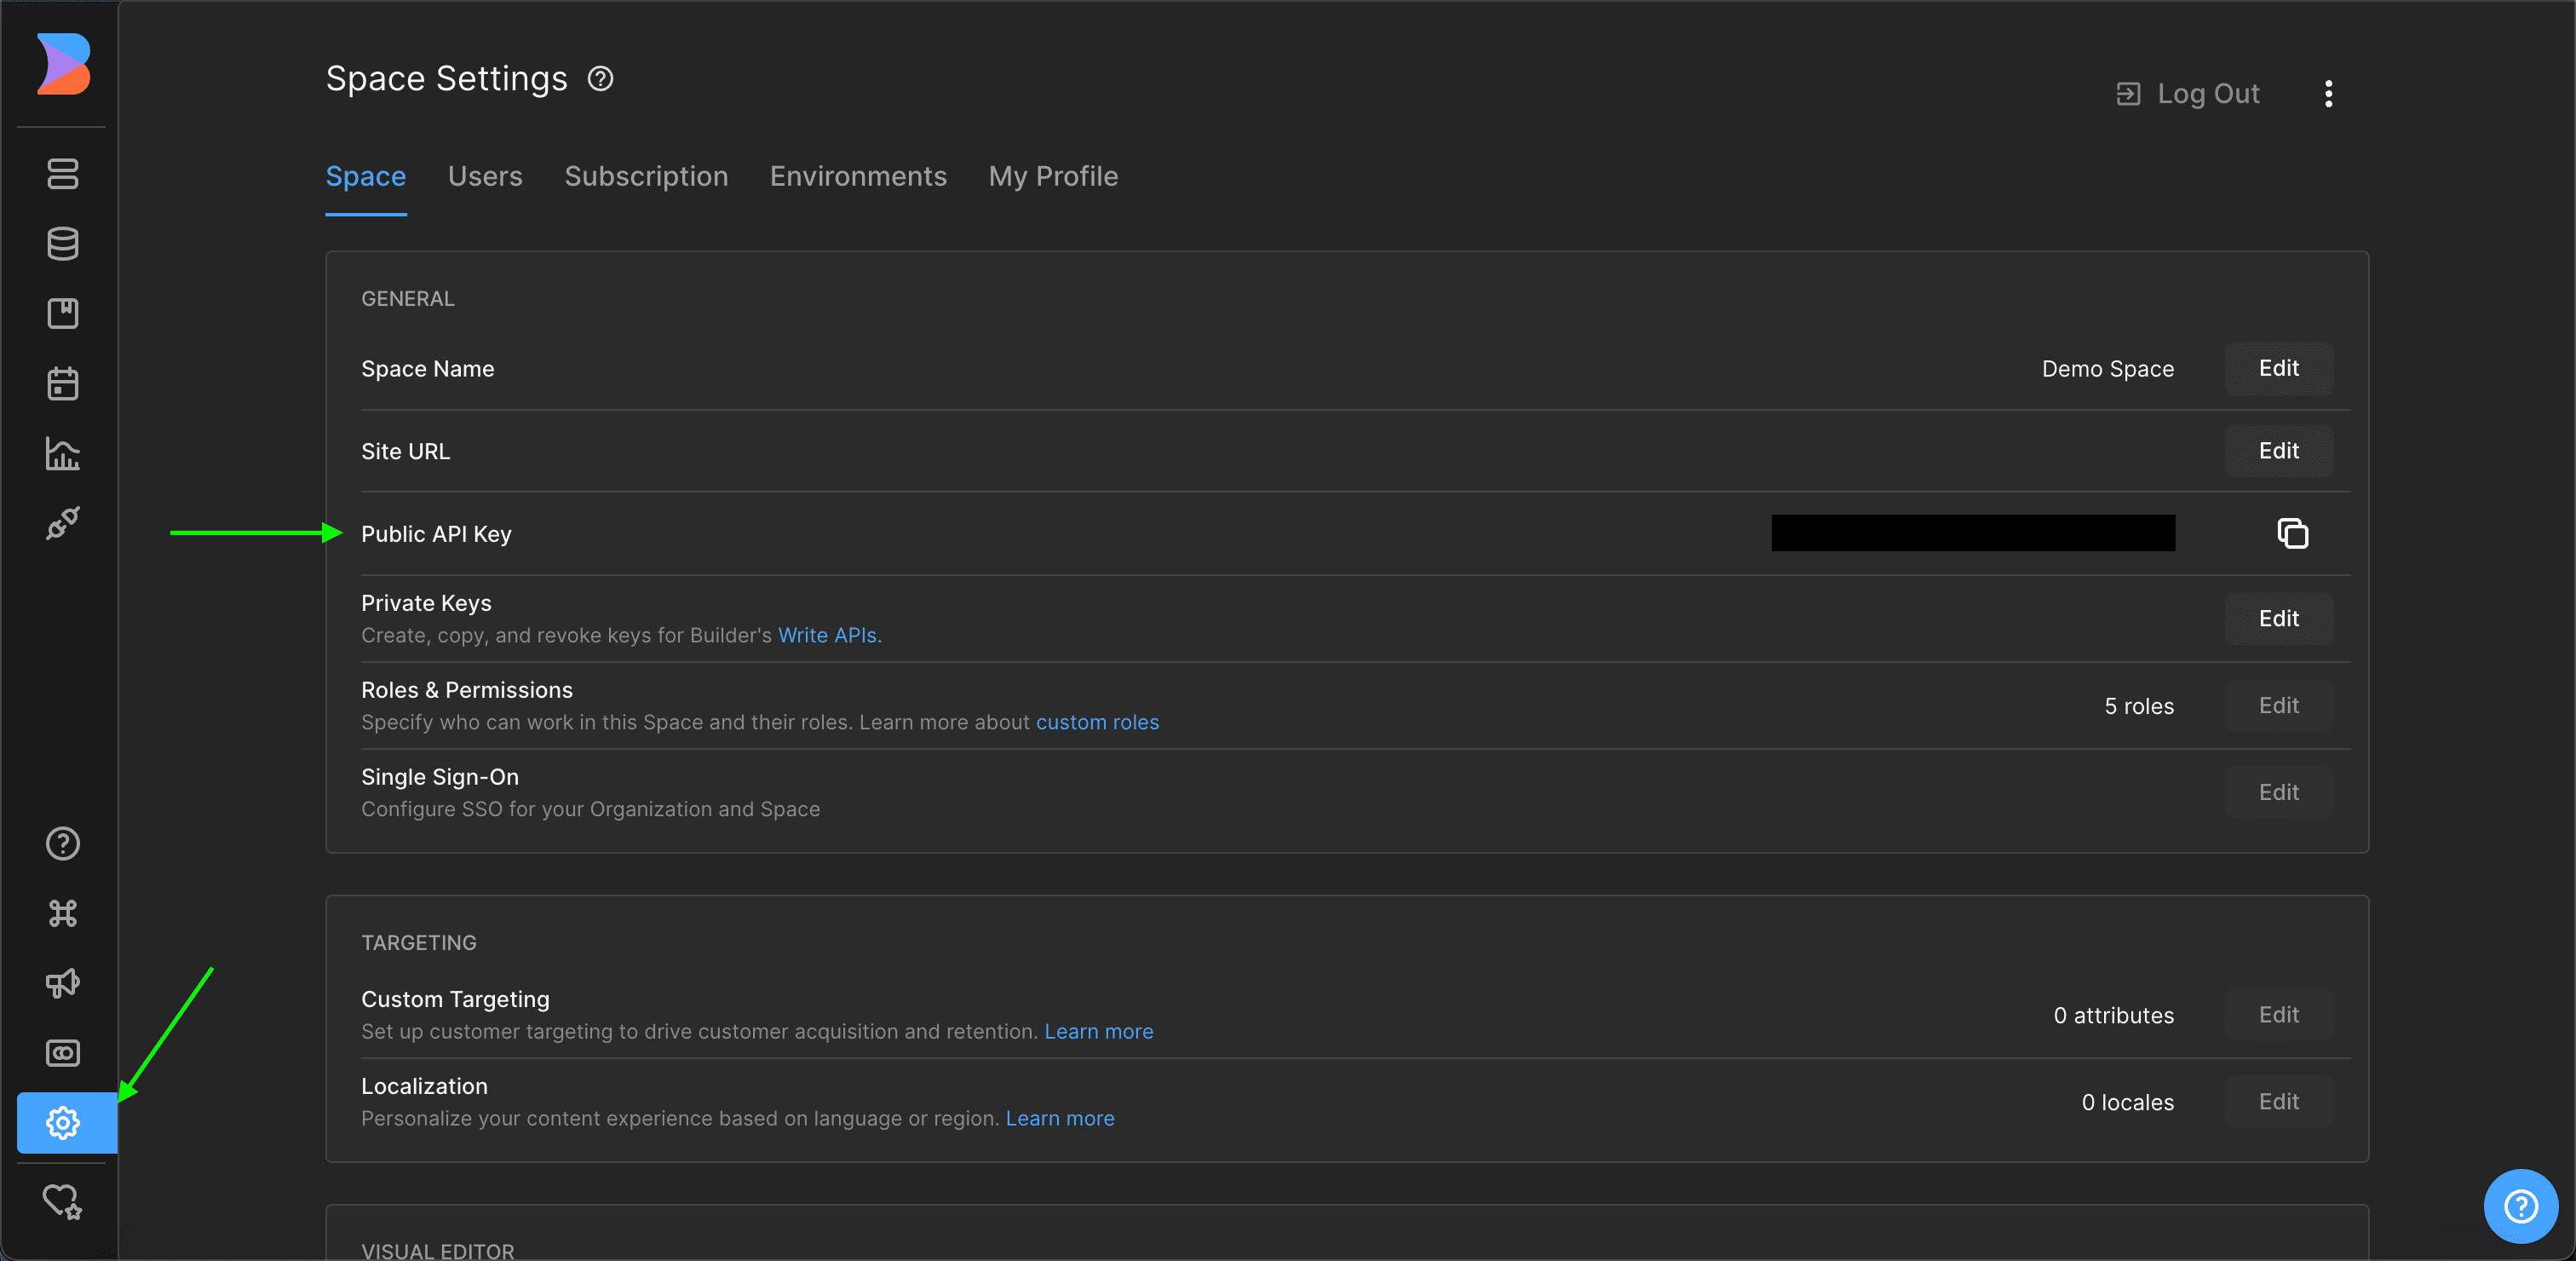 Space Settings
Log Out
Space Users Subscription Environments My Profile
GENERAL
Space Name Demo Space Edit
Site URL Edit
Public API Key
Private Keys
Create, copy, and revoke keys for Builder's Write APIs.
Edit
Roles & Permissions
Specify who can work in this Space and their roles. Learn more about custom roles
5 roles Edit
Single Sign-On
Configure SSO for your Organization and Space
Edit
TARGETING
Custom Targeting
Set up customer targeting to drive customer acquisition and retention. Learn more
0 attributes Edit
Localization
Personalize your content experience based on language or region. Learn more
0 locales Edit
VISUAL EDITOR